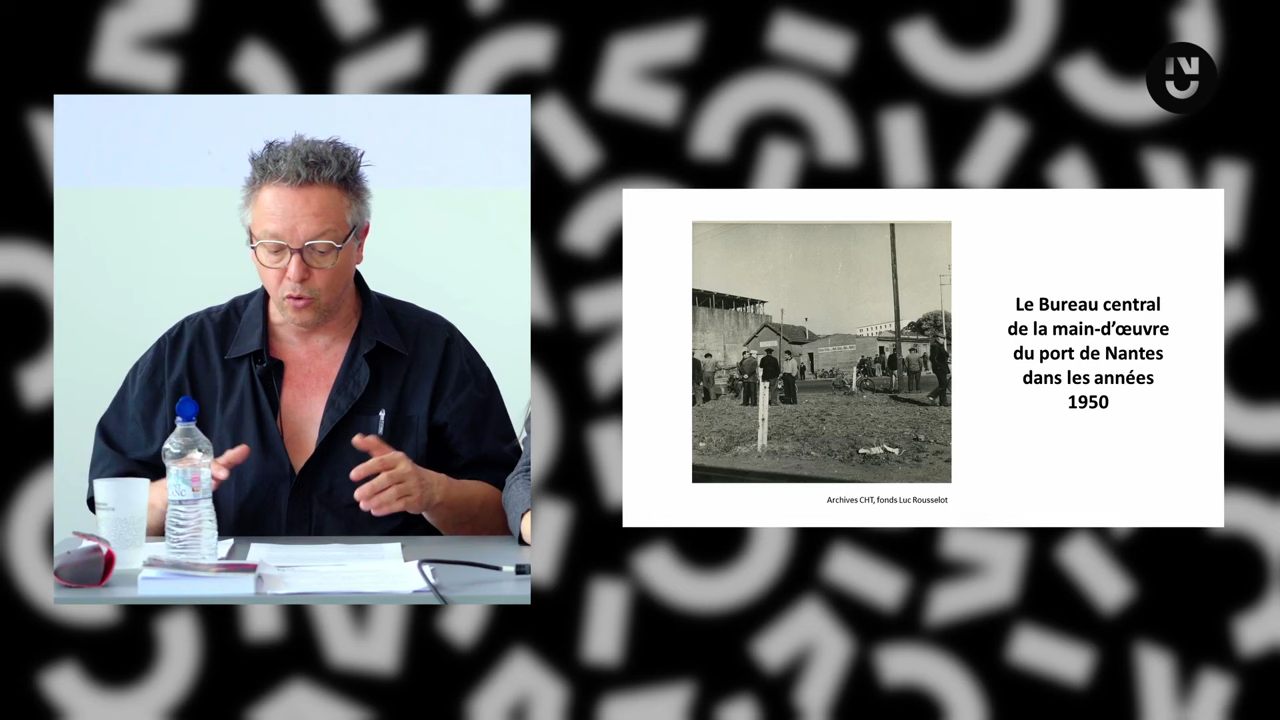 NU
Le Bureau central
de la main-d’œuvre
du port de Nantes
dans les années
1950
Archives CHT, fonds Luc Rousselot